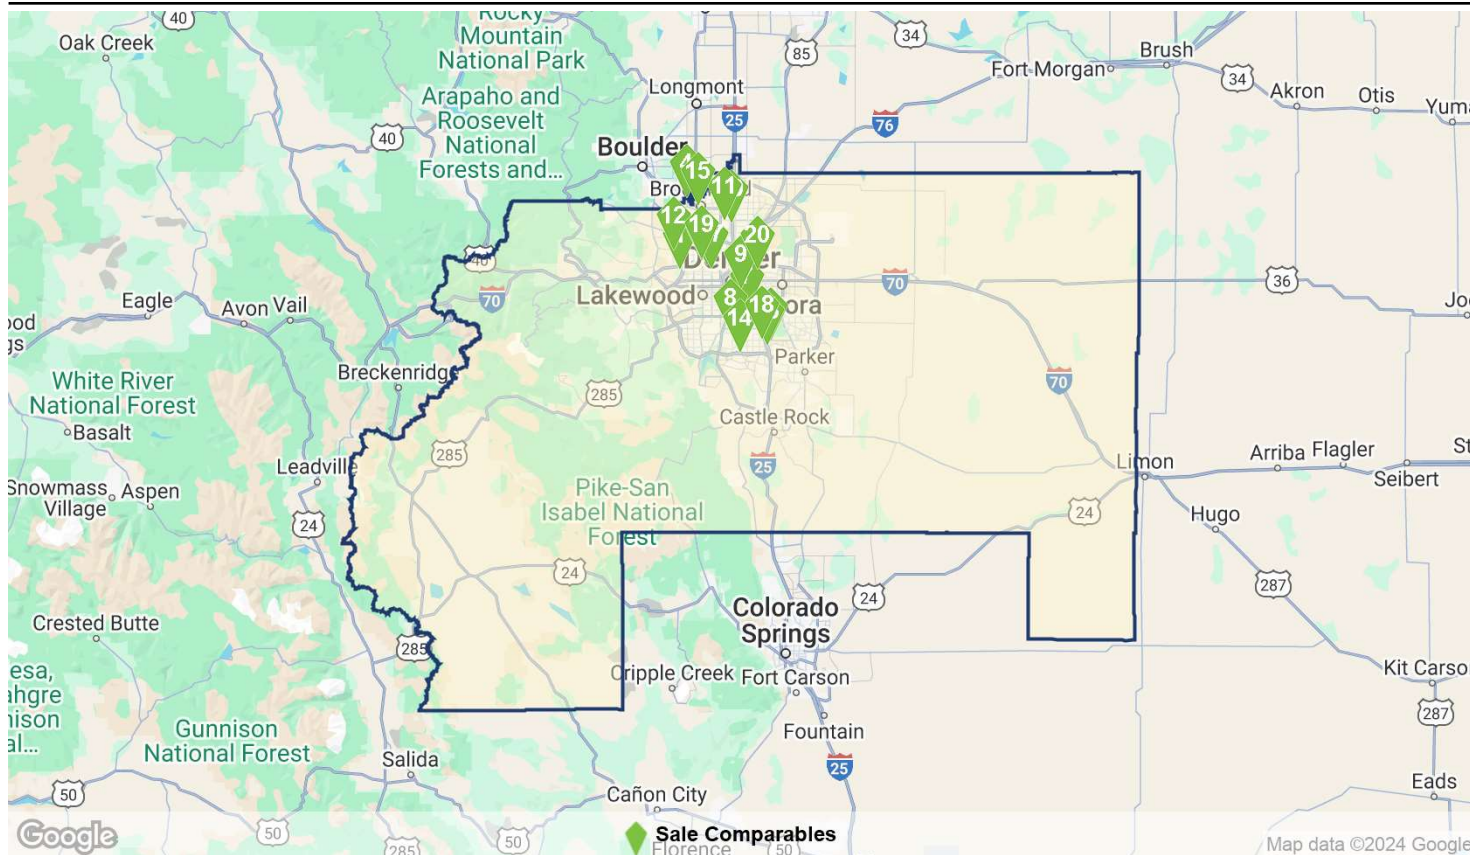 40
Rocky
Mountain
National Park
Oak Creek
34
85
Brush
Fort Morgan
34
Longmont
Akron
Otis
Arapaho and
Roosevelt
National
Forests and...
25
76
40
Boulder
15
11
12
19
20
9
40
Lakewood
70
70
36
Eagle
Avon
Vail
8
18
14
Parker
Breckenridge
285
70
White River
National Forest
Castle Rock
Basalt
285
25
Arriba
Flagler
Limon
Seibert
Leadville
Snowmass
Village
Aspen
Pike-San
Isabel National
Forest
24
24
Hugo
24
24
287
Colorado
Springs
Crested Butte
285
Cripple Creek
Fort Carson
287
Gunnison
National Forest
Fountain
Salida
25
Eads
50
Cañon City
50
50
285
50
Google
Sale Comparables
Florence
Map data ©2024 Google